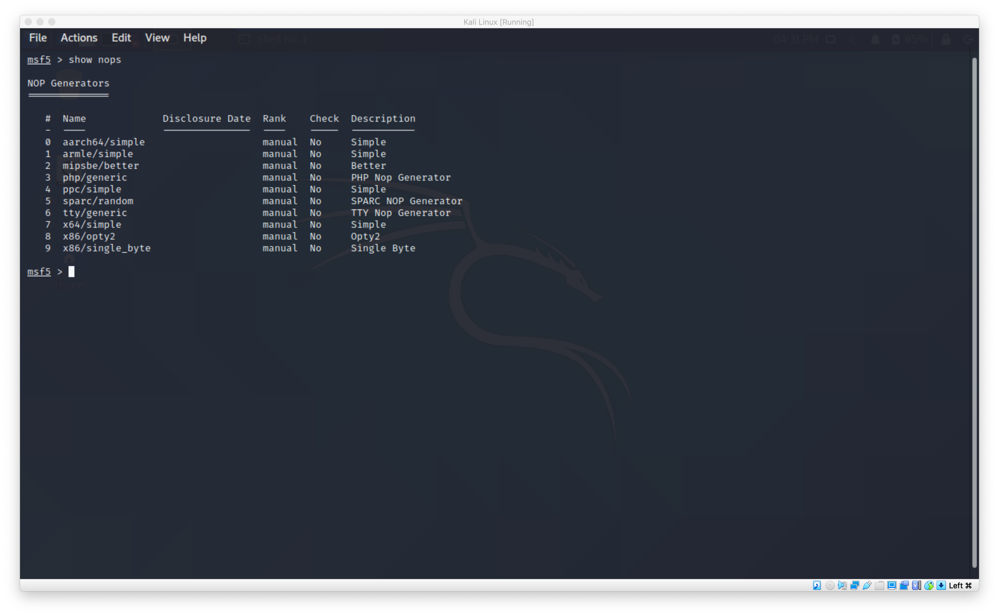 Kali Linux [Running]
File Actions Edit View Help
Shell No. 1 04:31 PM 65%
msf5 > show nops
NOP Generators
==============
Trash
# Name Disclosure Date Rank Check Description
- ---- --------------- ---- ----- -----------
0 aarch64/simple manual No Simple
1 armle/simple manual No Simple
2 mipsbe/better manual No Better
3 php/generic manual No PHP Nop Generator
4 ppc/simple manual No Simple
5 sparc/random manual No SPARC NOP Generator
6 tty/generic manual No TTY Nop Generator
7 x64/simple manual No Simple
8 x86/opty2 manual No Opty2
9 x86/single_byte manual No Single Byte
msf5 >
Home
Left ⌘